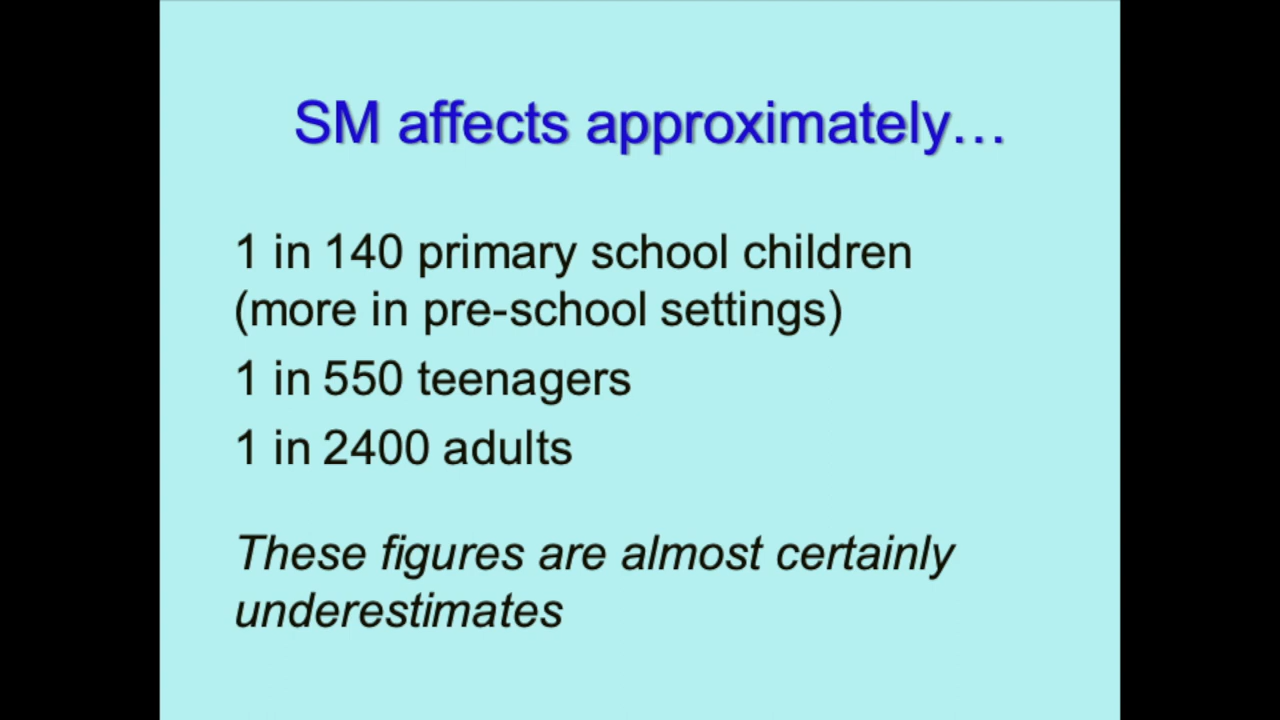 SM affects approximately…
1 in 140 primary school children
(more in pre-school settings)
1 in 550 teenagers
1 in 2400 adults
These figures are almost certainly
underestimates